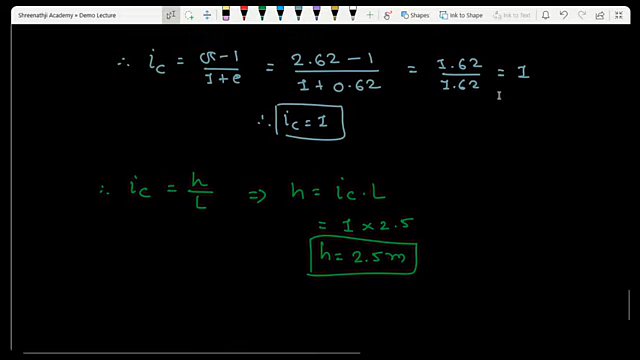 Shreenathji Academy • Demo Lecture
Shapes Ink to Shape Ink to Text
∴ ic = (G-1)/(1+e) = (2.62 - 1)/(1 + 0.62) = 1.62/1.62 = 1
∴ ic = 1
∴ ic = h/L ⇒ h = ic · L
= 1 × 2.5
h = 2.5m